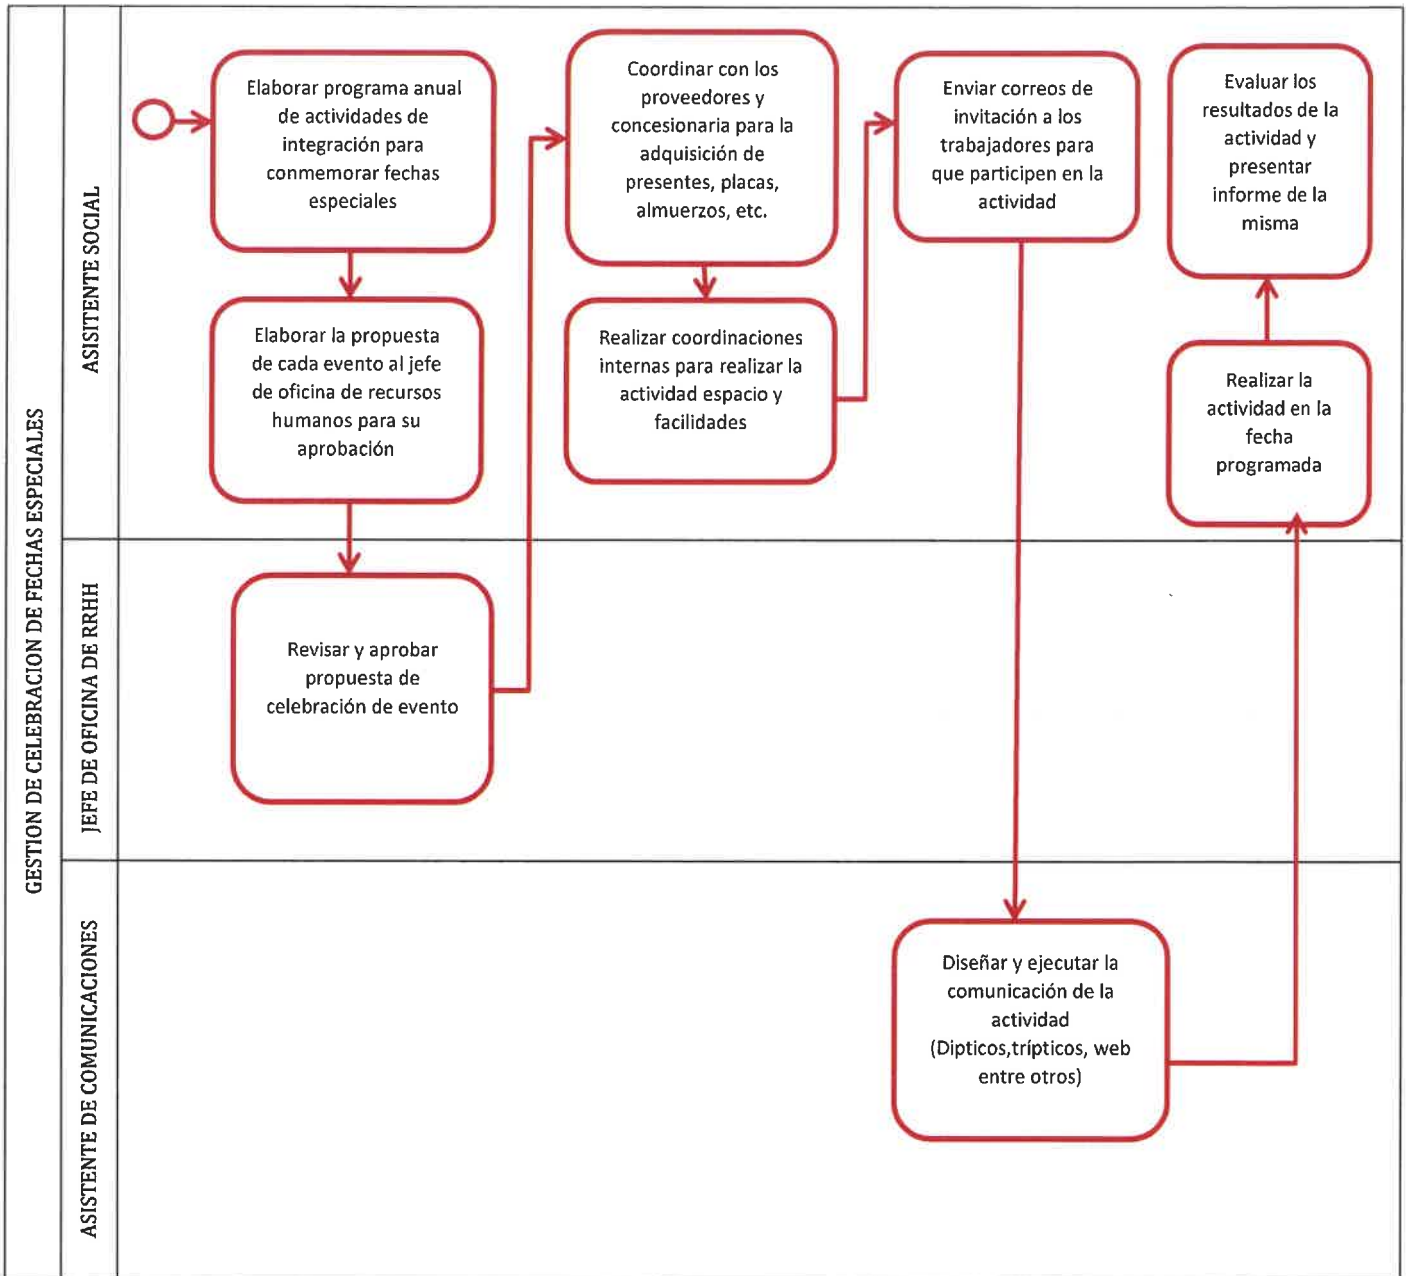 GESTION DE CELEBRACION DE FECHAS ESPECIALES
ASISITENTE SOCIAL
Elaborar programa anual
de actividades de
integración para
conmemorar fechas
especiales
Elaborar la propuesta
de cada evento al jefe
de oficina de recursos
humanos para su
aprobación
Coordinar con los
proveedores y
concesionaria para la
adquisición de
presentes, placas,
almuerzos, etc.
Realizar coordinaciones
internas para realizar la
actividad espacio y
facilidades
Enviar correos de
invitación a los
trabajadores para
que participen en la
actividad
Evaluar los
resultados de la
actividad y
presentar
informe de la
misma
Realizar la
actividad en la
fecha
programada
JEFE DE OFICINA DE RRHH
Revisar y aprobar
propuesta de
celebración de evento
ASISTENTE DE COMUNICACIONES
Diseñar y ejecutar la
comunicación de la
actividad
(Dipticos,trípticos, web
entre otros)